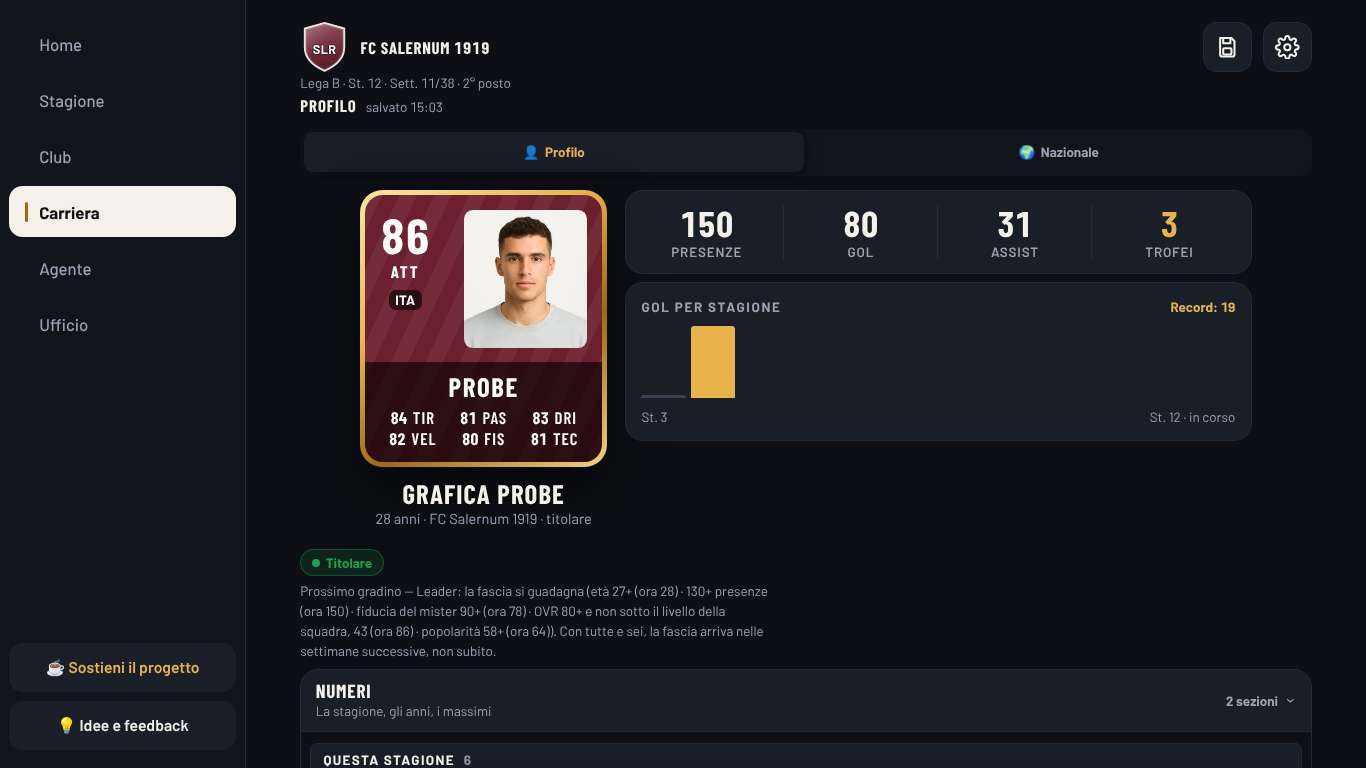 Home
Stagione
Club
Carriera
Agente
Ufficio
☕ Sostieni il progetto
💡 Idee e feedback
SLR
FC SALERNUM 1919
Lega B · St. 12 · Sett. 11/38 · 2° posto
PROFILO salvato 15:03
👤 Profilo
🌍 Nazionale
86
ATT
ITA
PROBE
84 TIR 81 PAS 83 DRI
82 VEL 80 FIS 81 TEC
GRAFICA PROBE
28 anni · FC Salernum 1919 · titolare
150 80 31 3
PRESENZE GOL ASSIST TROFEI
GOL PER STAGIONE Record: 19
St. 3 St. 12 · in corso
Titolare
Prossimo gradino — Leader: la fascia si guadagna (età 27+ (ora 28) · 130+ presenze
(ora 150) · fiducia del mister 90+ (ora 78) · OVR 80+ e non sotto il livello della
squadra, 43 (ora 86) · popolarità 58+ (ora 64)). Con tutte e sei, la fascia arriva nelle
settimane successive, non subito.
NUMERI
La stagione, gli anni, i massimi
2 sezioni
QUESTA STAGIONE 6